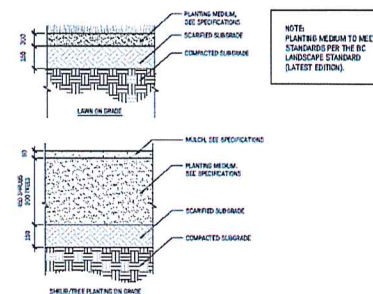 PLANTING MEDIUM,
SEE SPECIFICATIONS
SCARIFIED SUBGRADE
COMPACTED SUBGRADE
LAWN ON GRADE
NOTE:
PLANTING MEDIUM TO MEET
STANDARDS PER THE BC
LANDSCAPE STANDARD
(LATEST EDITION).
MULCH, SEE SPECIFICATIONS
PLANTING MEDIUM,
SEE SPECIFICATIONS
SCARIFIED SUBGRADE
COMPACTED SUBGRADE
150
SHRUB/TREE PLANTING ON GRADE